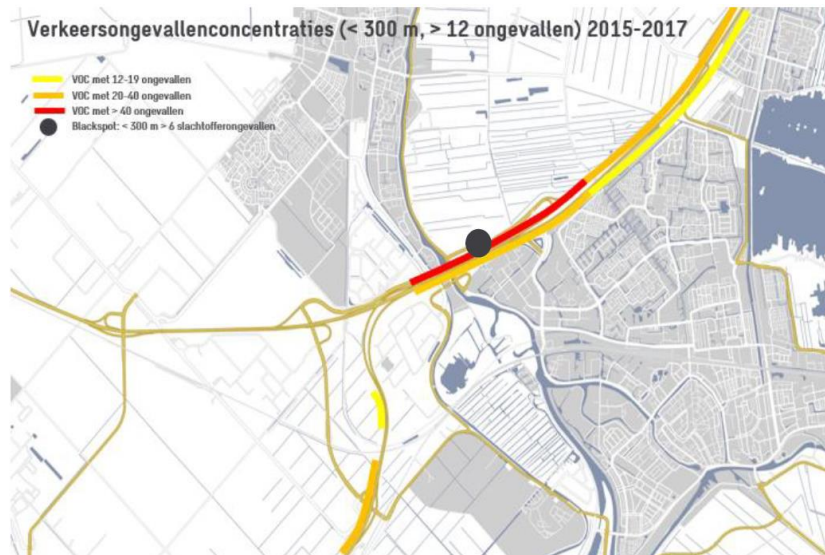 Verkeersongevallenconcentraties (< 300 m, > 12 ongevallen) 2015-2017
VOC met 12-19 ongevallen
VOC met 20-40 ongevallen
VOC met > 40 ongevallen
Blackspot: < 300 m > 6 slachtofferongevallen